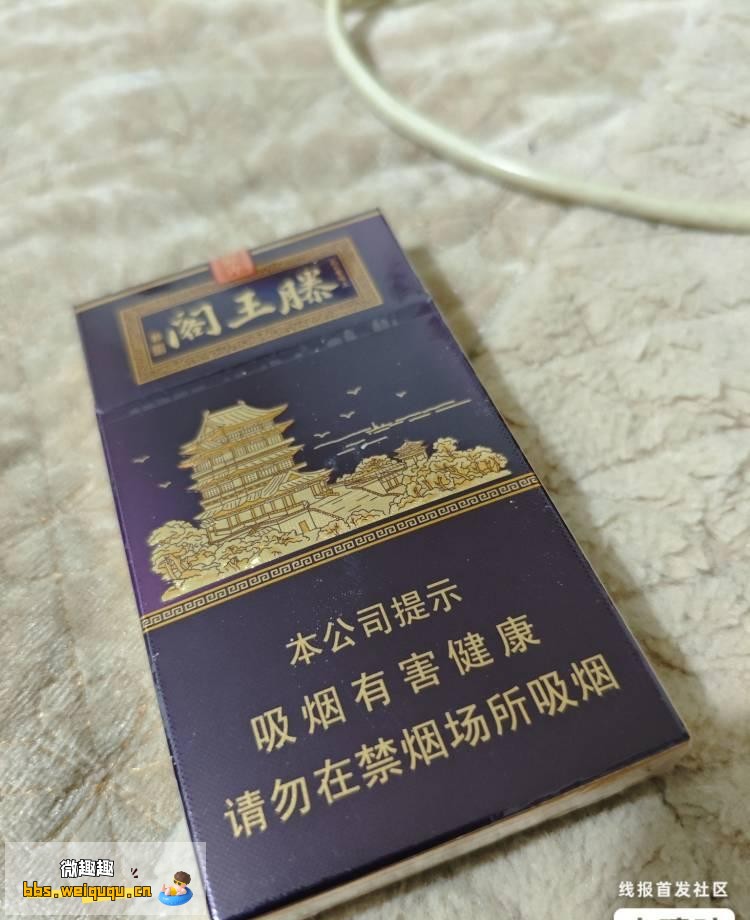 滕王阁
本公司提示
吸烟有害健康
请勿在禁烟场所吸烟
微趣趣
bbs.weiququ.cn
线报首发社区